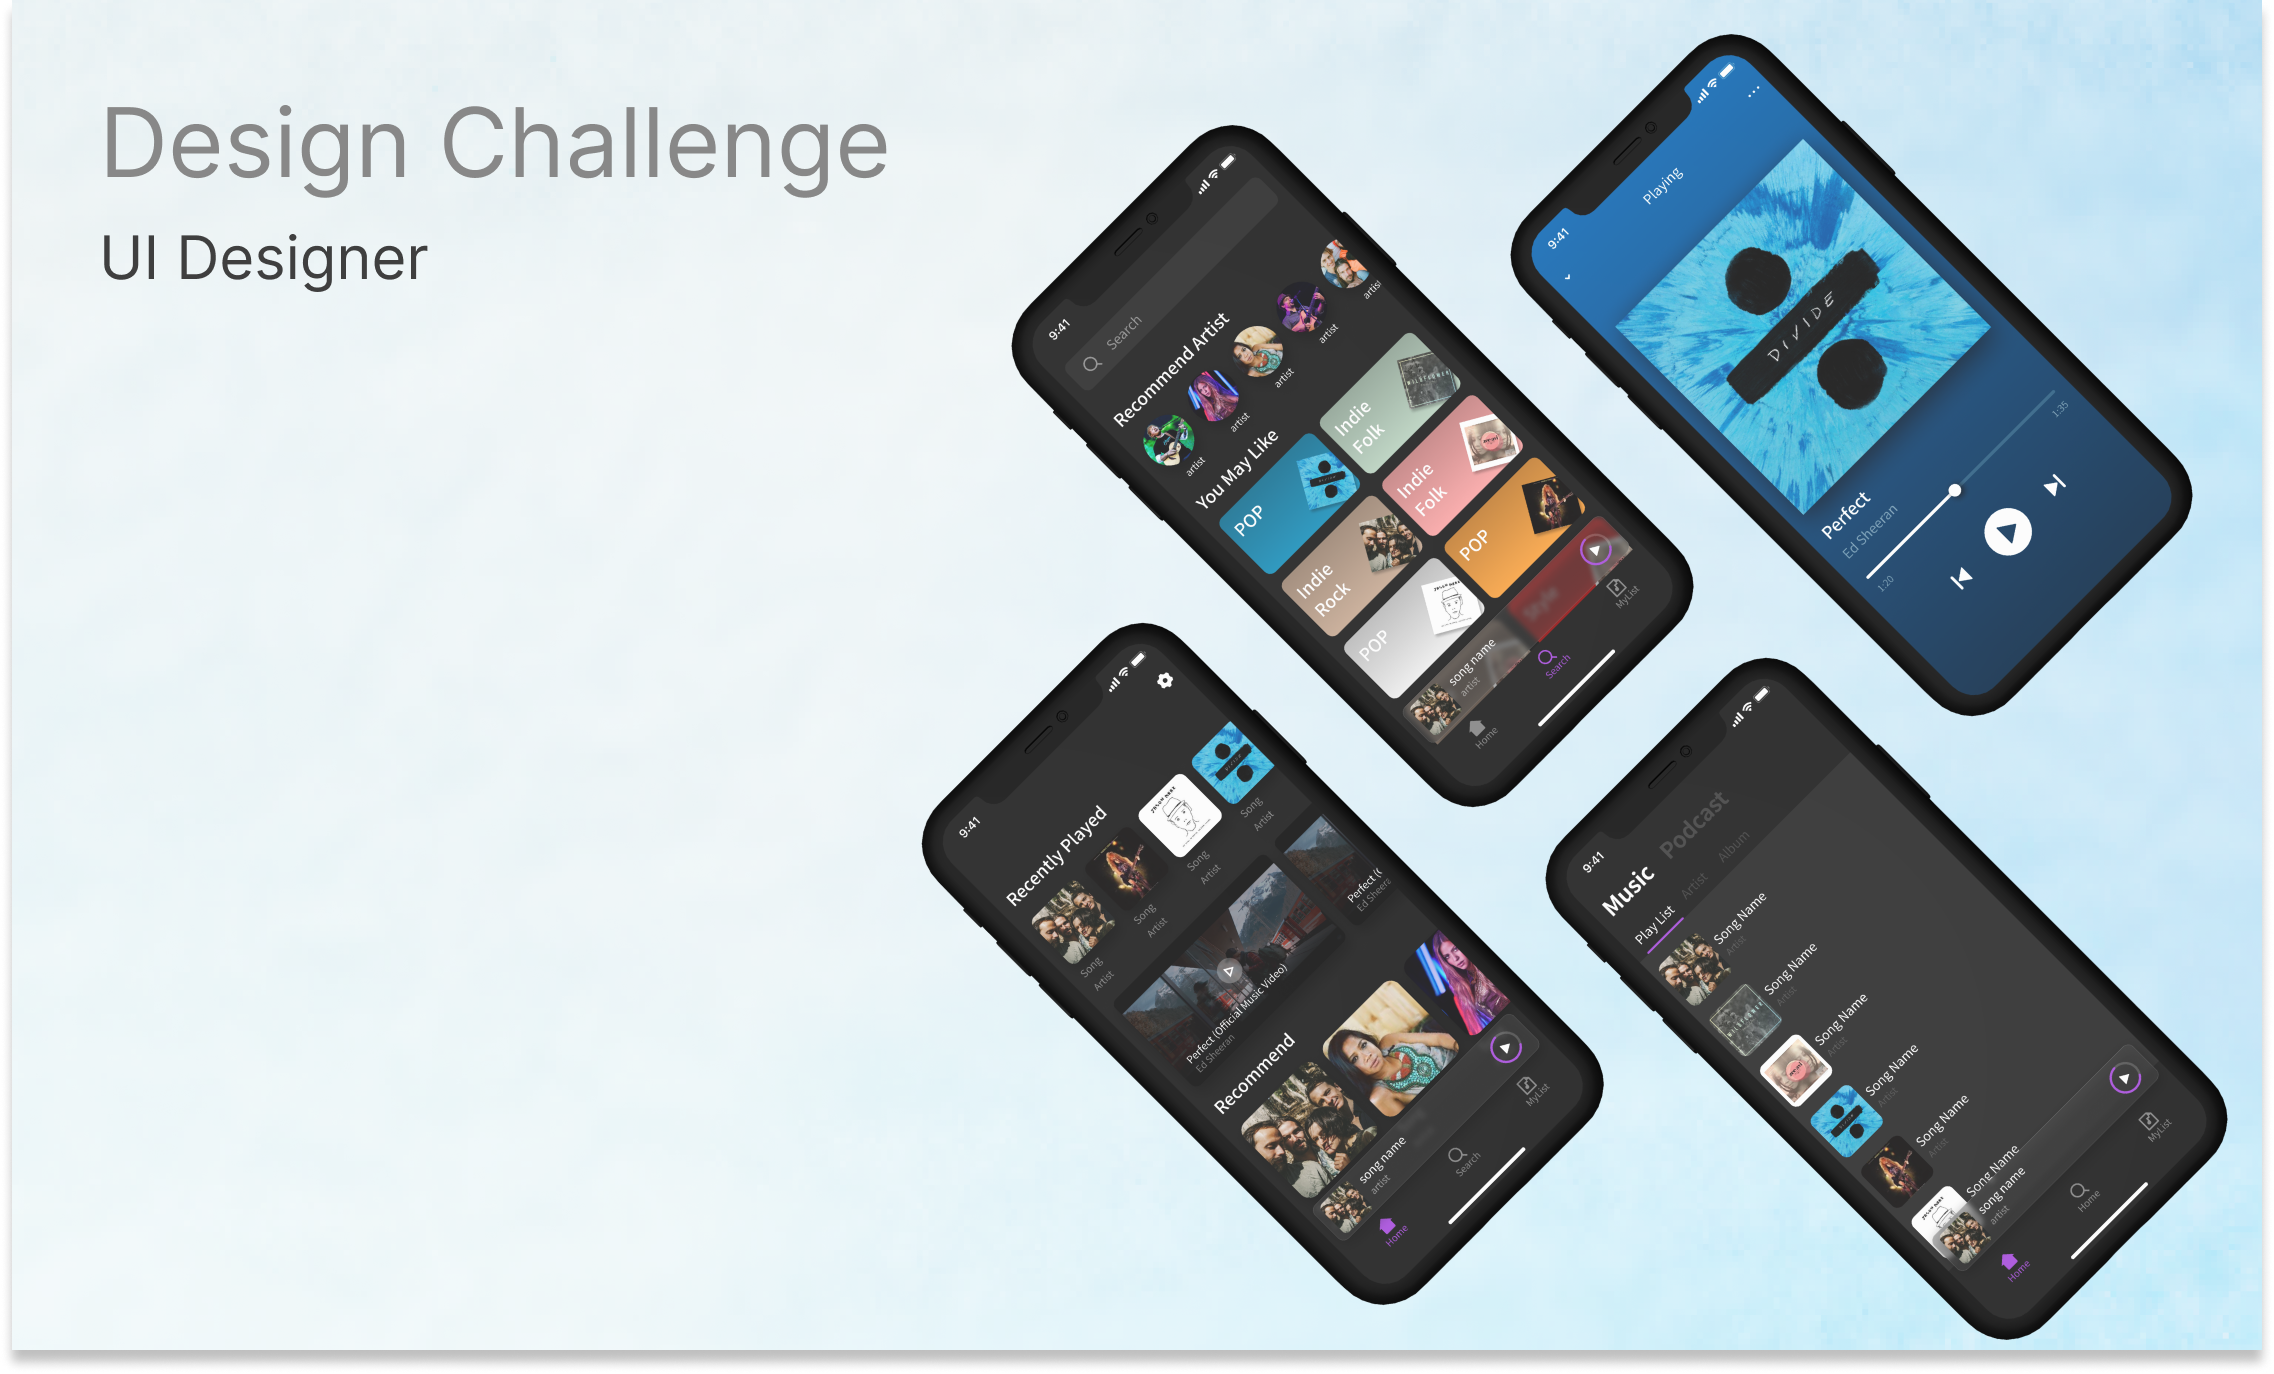 Design Challenge
UI Designer
9:41
Search
Recommend Artist
artist
artist
artist
artist
artist
You May Like
POP
Indie
Folk
Indie
Rock
Indie
Folk
POP
POP
Style
song name
artist
Home
Search
MyList
9:41
Playing
DIVIDE
Perfect
Ed Sheeran
1:20
1:35
9:41
Recently Played
Song
Artist
Song
Artist
Song
Artist
Song
Artist
Perfect (Official Music Video)
Ed Sheeran
Perfect ((
Ed Sheera
Recommend
song name
artist
Home
Search
MyList
9:41
Music Podcast
Play List Artist Album
Song Name
Artist
WILDFLOWER
Song Name
Artist
Song Name
Artist
Song Name
Artist
Song Name
Artist
Song Name
song name
artist
Home
Home
MyList